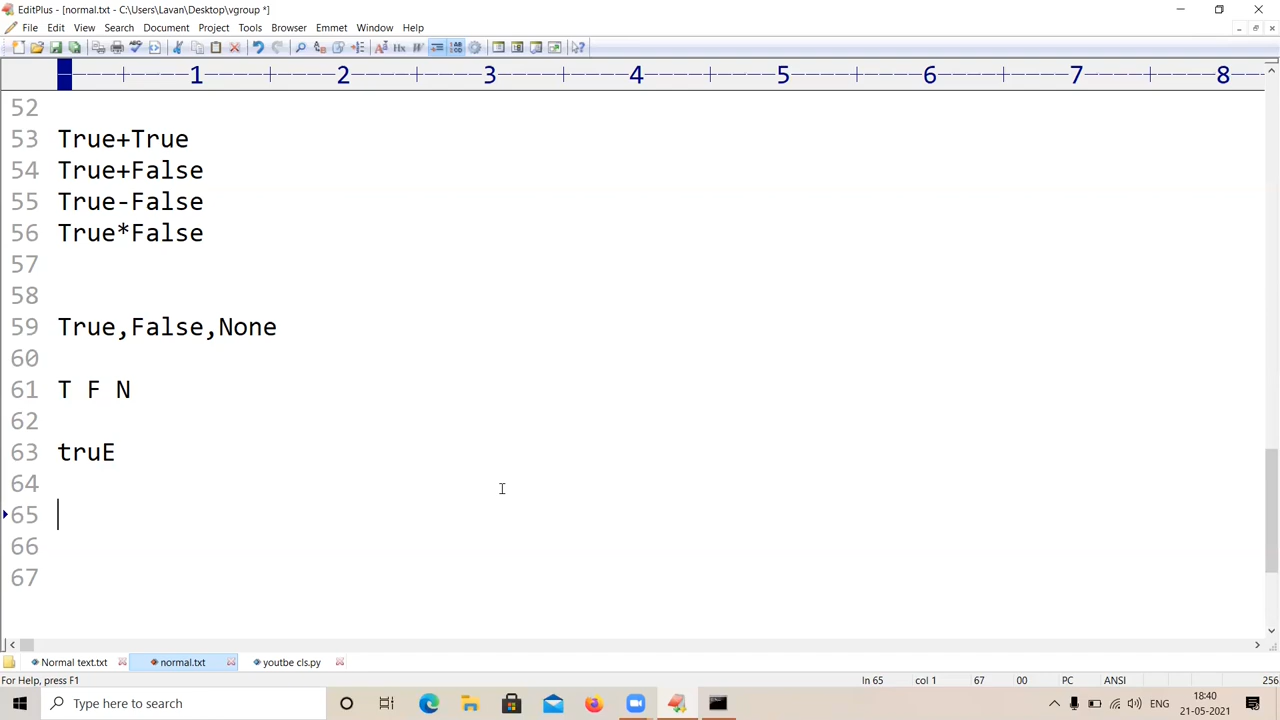 EditPlus - [normal.txt - C:\Users\Lavan\Desktop\vgroup *]
File Edit View Search Document Project Tools Browser Emmet Window Help
----+----1----+----2----+----3----+----4----+----5----+----6----+----7----+----8----
52
53 True+True
54 True+False
55 True-False
56 True*False
57
58
59 True,False,None
60
61 T F N
62
63 truE
64
65
66
67
Normal text.txt normal.txt youtbe cls.py
For Help, press F1 ln 65 col 1 67 00 PC ANSI 256
Type here to search ENG 18:40
21-05-2021